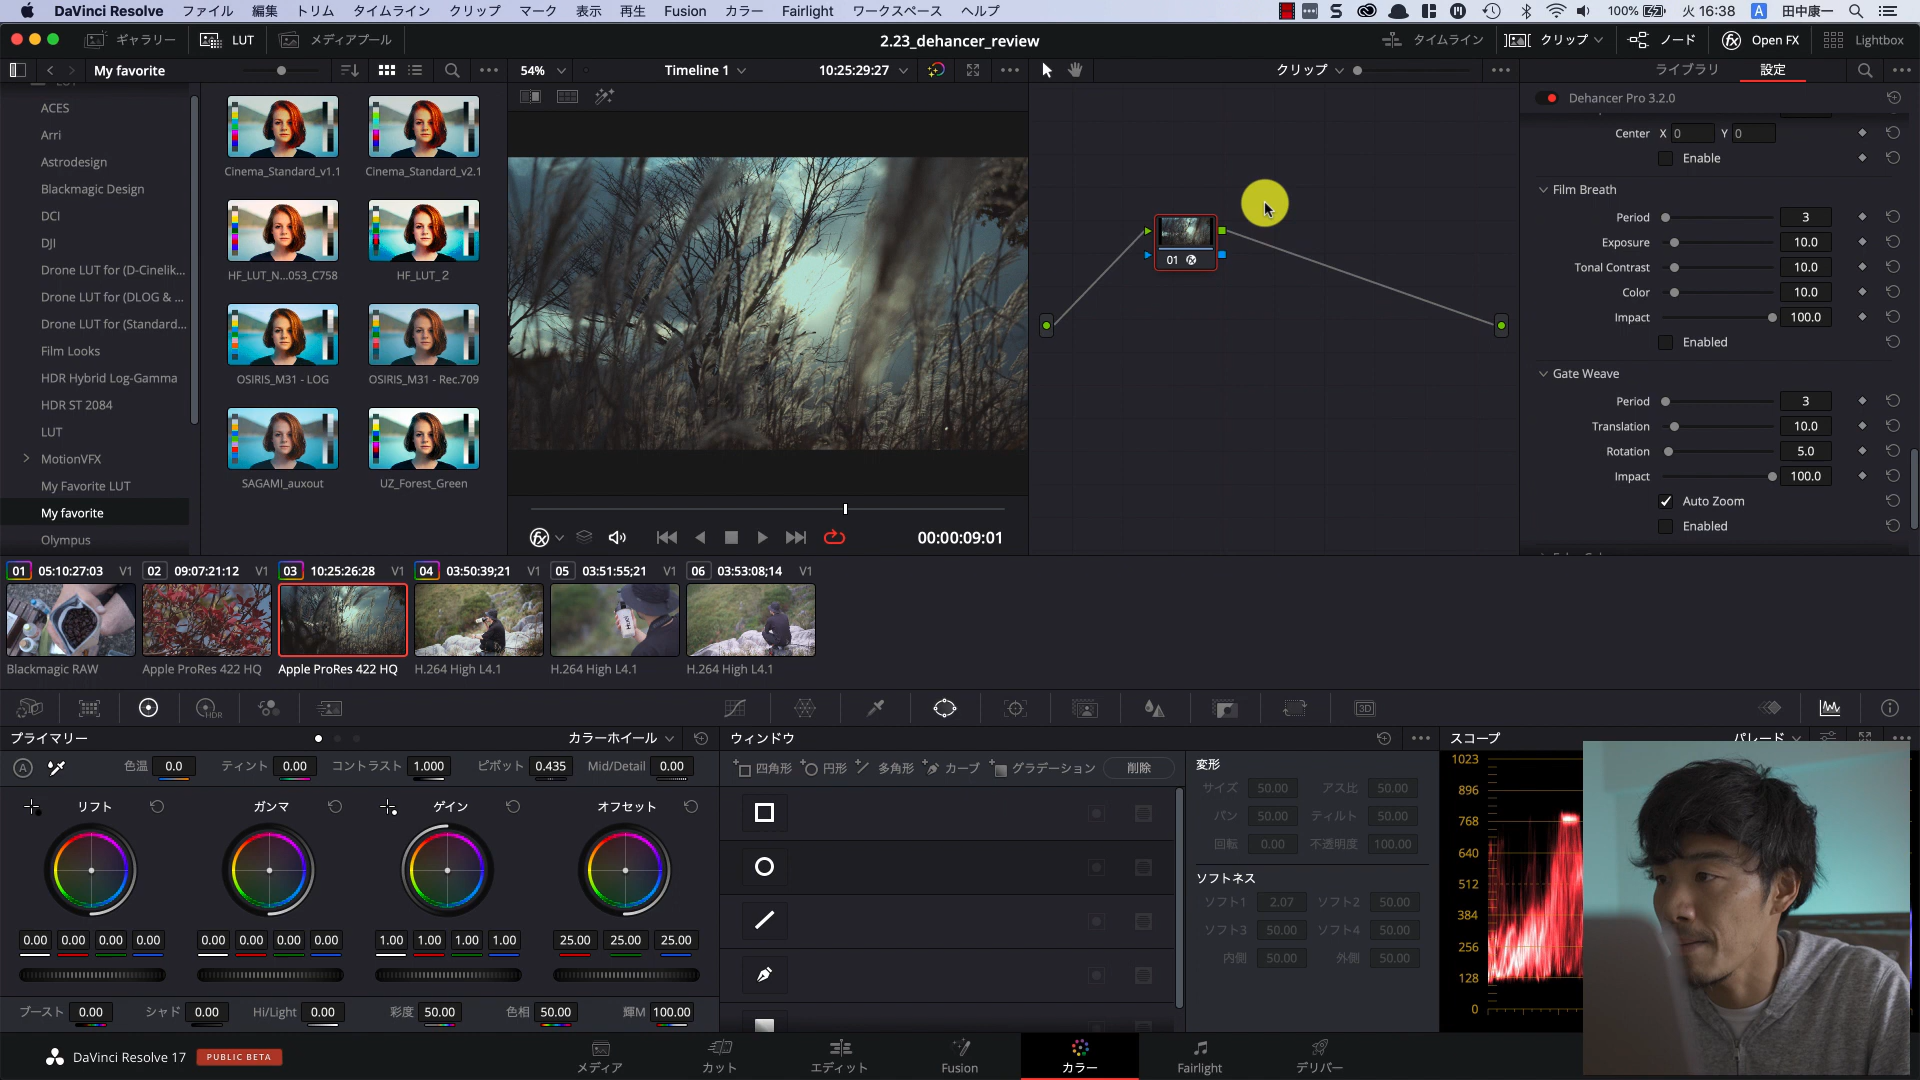 DaVinci Resolve ファイル 編集 トリム タイムライン クリップ マーク 表示 再生 Fusion カラー Fairlight ワークスペース ヘルプ 100% 火 16:38 A 田中康一
ギャラリー LUT メディアプール 2.23_dehancer_review タイムライン クリップ ノード Open FX Lightbox
My favorite 54% Timeline 1 10:25:29:27 クリップ ライブラリ 設定
ACES
Arri
Astrodesign
Blackmagic Design
DCI
DJI
Drone LUT for (D-Cinelik...
Drone LUT for (DLOG & ...
Drone LUT for (Standard...
Film Looks
HDR Hybrid Log-Gamma
HDR ST 2084
LUT
MotionVFX
My Favorite LUT
My favorite
Olympus
Cinema_Standard_v1.1 Cinema_Standard_v2.1
HF_LUT_N...053_C758 HF_LUT_2
OSIRIS_M31 - LOG OSIRIS_M31 - Rec.709
SAGAMI_auxout UZ_Forest_Green
00:00:09:01
01
Dehancer Pro 3.2.0
Center X 0 Y 0
Enable
Film Breath
Period 3
Exposure 10.0
Tonal Contrast 10.0
Color 10.0
Impact 100.0
Enabled
Gate Weave
Period 3
Translation 10.0
Rotation 5.0
Impact 100.0
Auto Zoom
Enabled
01 05:10:27:03 V1 02 09:07:21:12 V1 03 10:25:26:28 V1 04 03:50:39;21 V1 05 03:51:55;21 V1 06 03:53:08;14 V1
Blackmagic RAW Apple ProRes 422 HQ Apple ProRes 422 HQ H.264 High L4.1 H.264 High L4.1 H.264 High L4.1
HDR 3D
プライマリー カラーホイール ウィンドウ スコープ パレード
A 色温 0.0 ティント 0.00 コントラスト 1.000 ピボット 0.435 Mid/Detail 0.00
リフト ガンマ ゲイン オフセット
0.00 0.00 0.00 0.00 0.00 0.00 0.00 0.00 1.00 1.00 1.00 1.00 25.00 25.00 25.00
ブースト 0.00 シャド 0.00 Hi/Light 0.00 彩度 50.00 色相 50.00 輝M 100.00
四角形 円形 多角形 カーブ グラデーション 削除
変形
サイズ 50.00 アス比 50.00
パン 50.00 ティルト 50.00
回転 0.00 不透明度 100.00
ソフトネス
ソフト1 2.07 ソフト2 50.00
ソフト3 50.00 ソフト4 50.00
内側 50.00 外側 50.00
1023
896
768
640
512
384
256
128
0
DaVinci Resolve 17 PUBLIC BETA メディア カット エディット Fusion カラー Fairlight デリバー